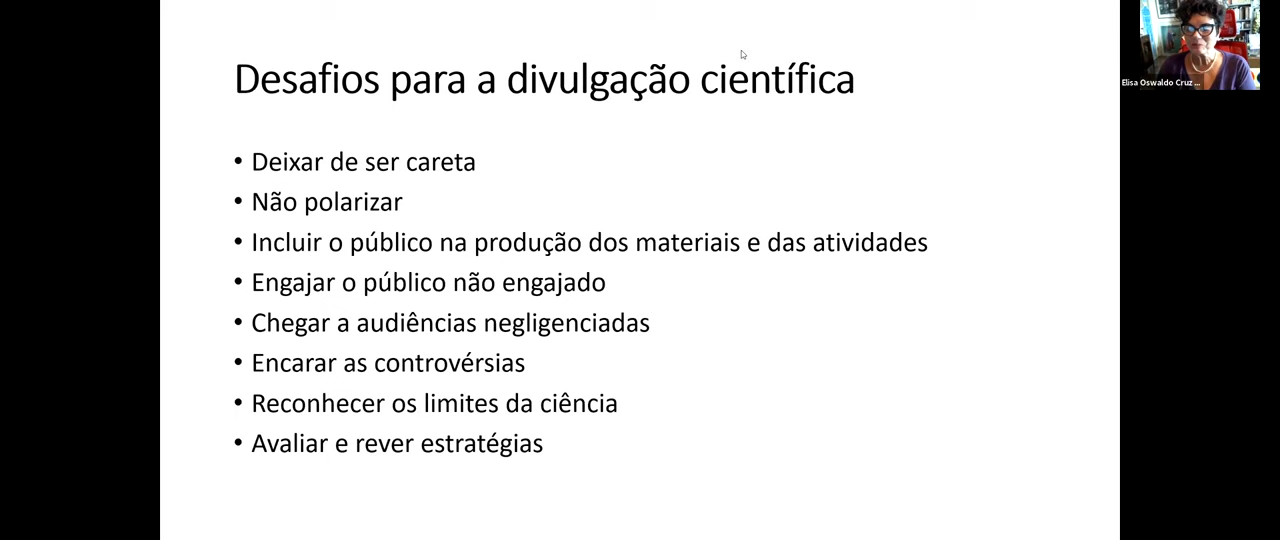 Desafios para a divulgação científica
• Deixar de ser careta
• Não polarizar
• Incluir o público na produção dos materiais e das atividades
• Engajar o público não engajado
• Chegar a audiências negligenciadas
• Encarar as controvérsias
• Reconhecer os limites da ciência
• Avaliar e rever estratégias
Elisa Oswaldo Cruz ...